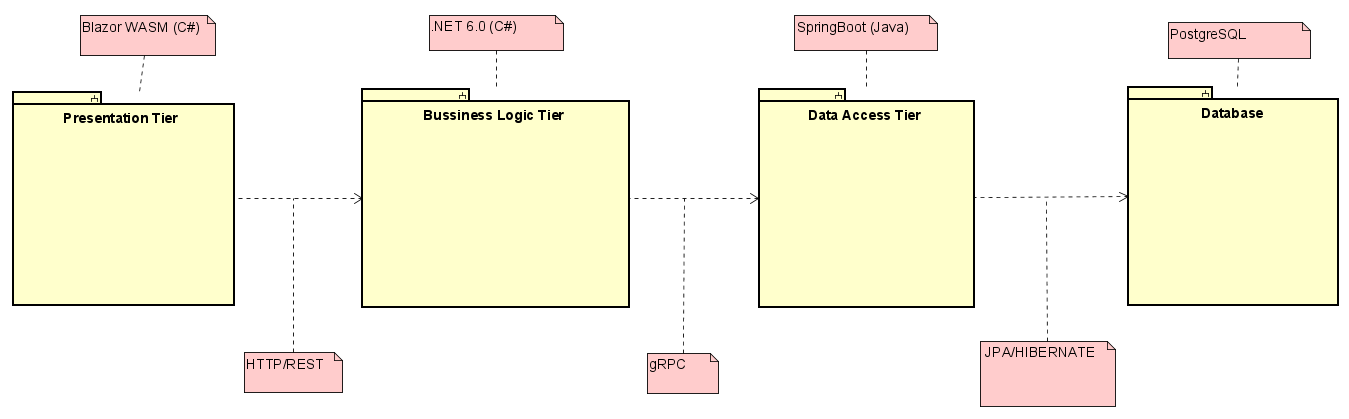 Blazor WASM (C#)
.NET 6.0 (C#)
SpringBoot (Java)
PostgreSQL
Presentation Tier
Bussiness Logic Tier
Data Access Tier
Database
HTTP/REST
gRPC
JPA/HIBERNATE